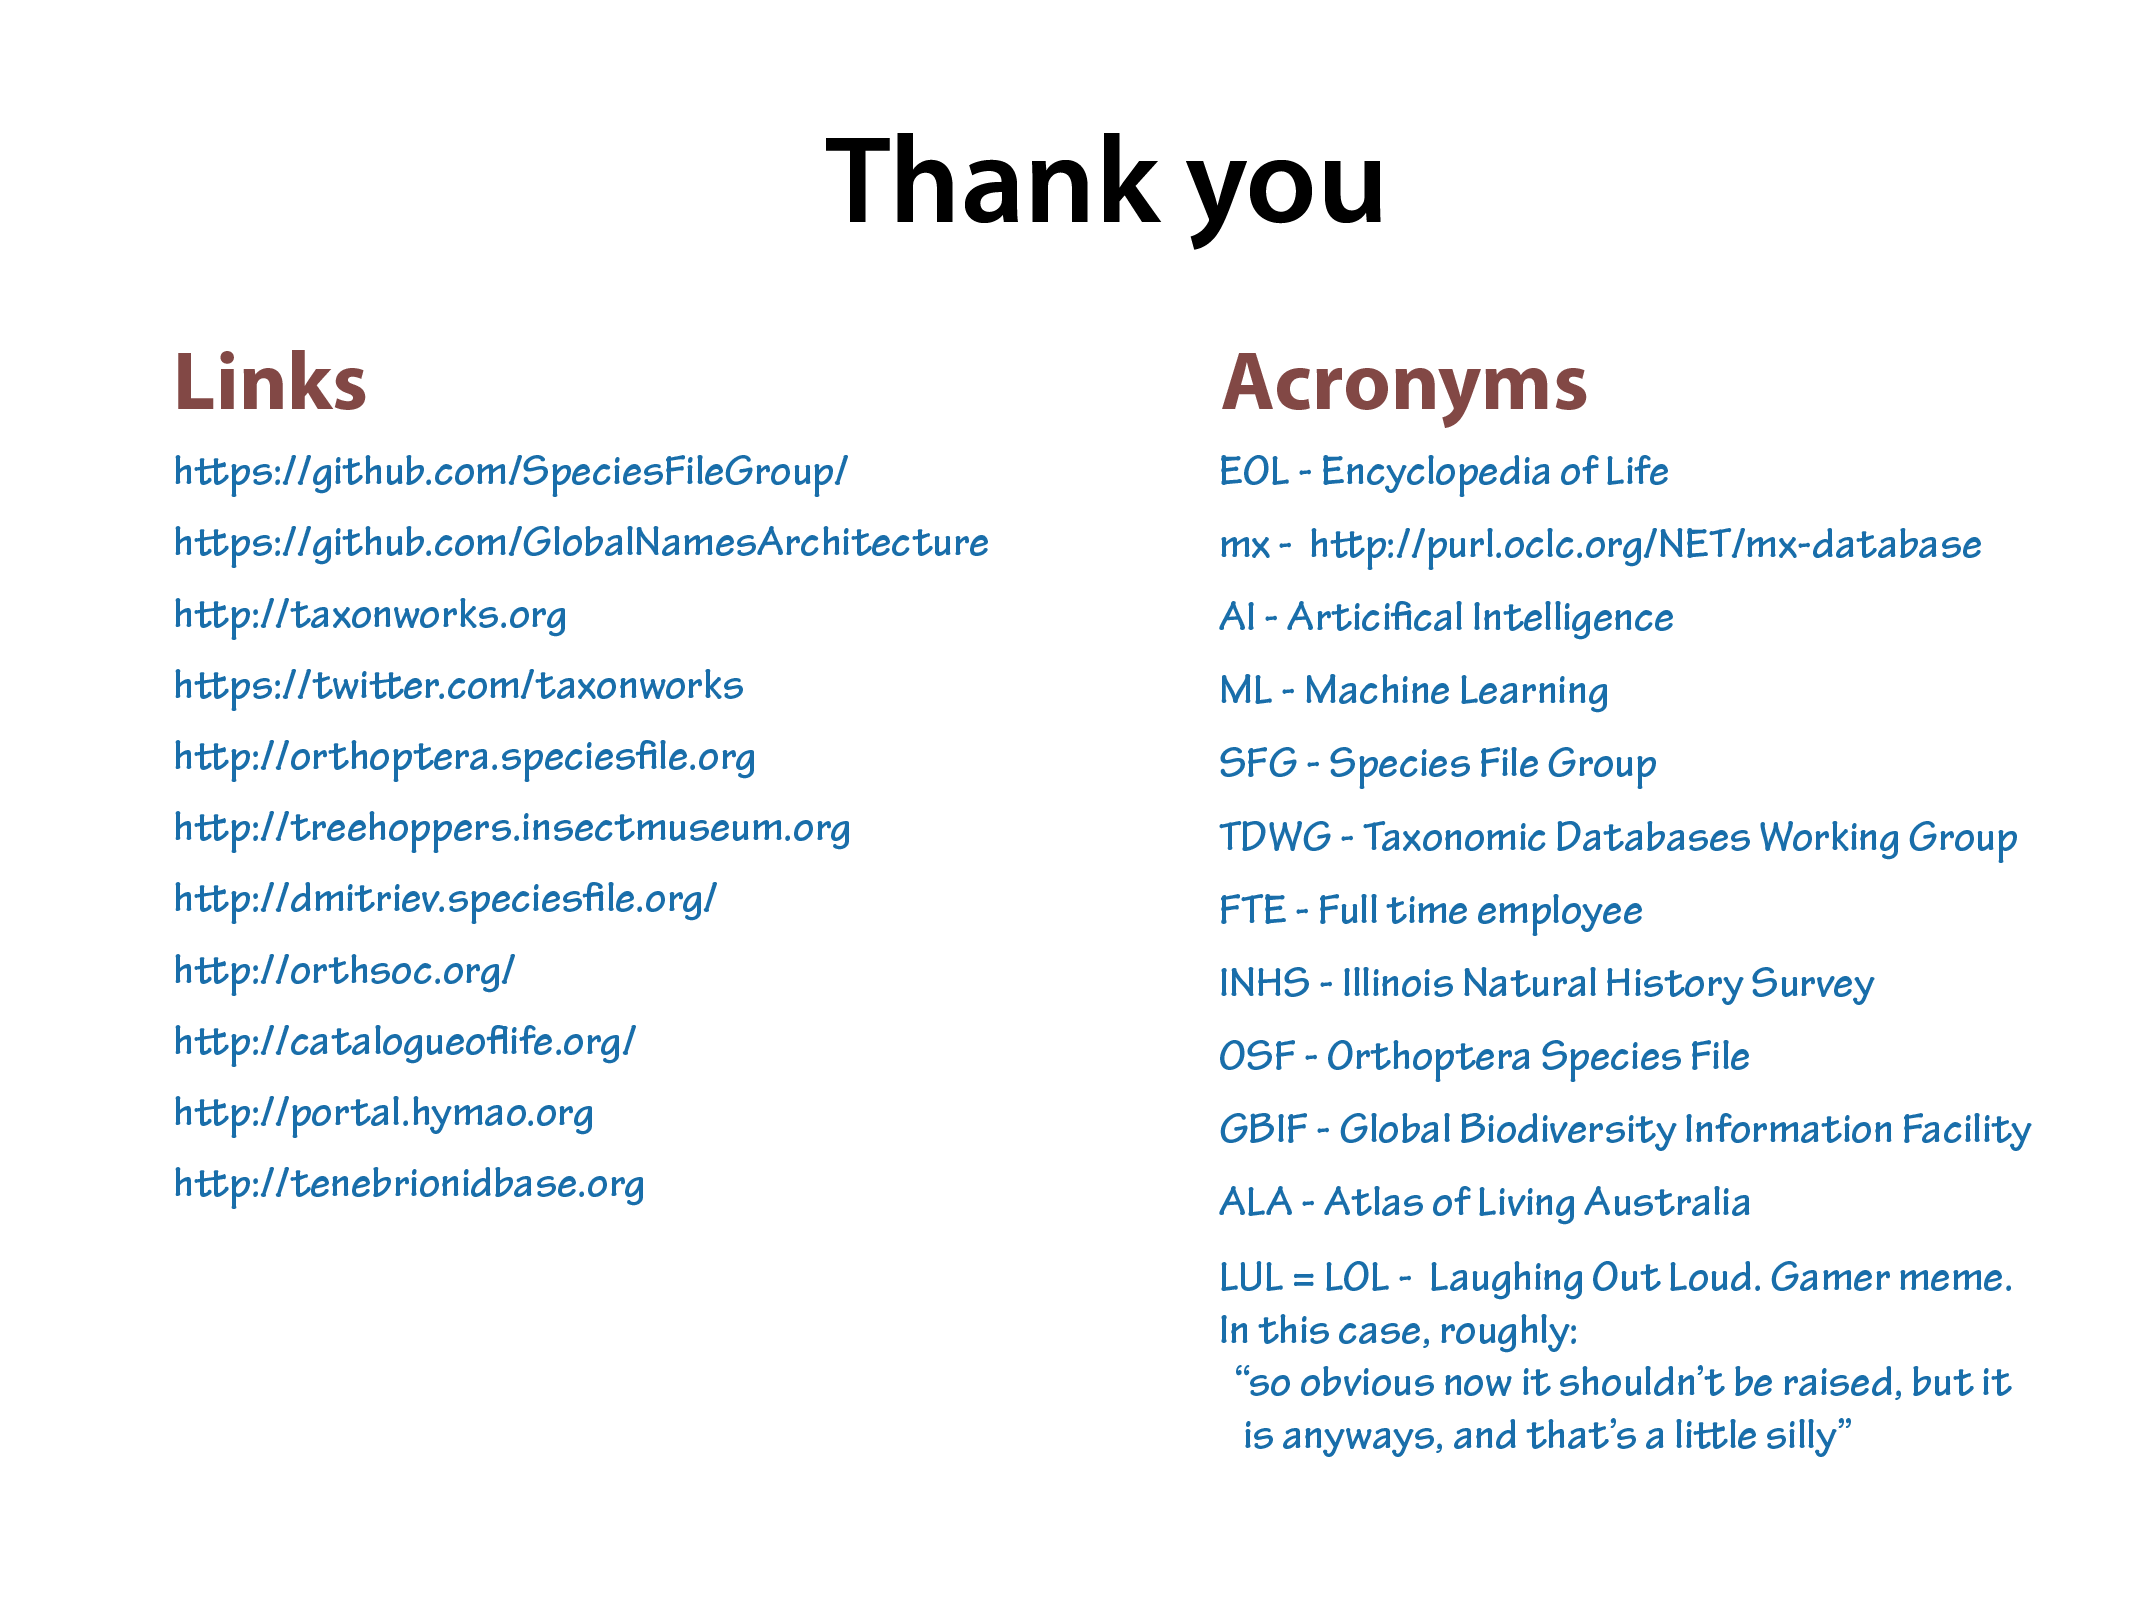 Thank you
Links
https://github.com/SpeciesFileGroup/
https://github.com/GlobalNamesArchitecture
http://taxonworks.org
https://twitter.com/taxonworks
http://orthoptera.speciesfile.org
http://treehoppers.insectmuseum.org
http://dmitriev.speciesfile.org/
http://orthsoc.org/
http://catalogueoflife.org/
http://portal.hymao.org
http://tenebrionidbase.org
Acronyms
EOL - Encyclopedia of Life
mx -  http://purl.oclc.org/NET/mx-database
AI - Articifical Intelligence
ML - Machine Learning
SFG - Species File Group
TDWG - Taxonomic Databases Working Group
FTE - Full time employee
INHS - Illinois Natural History Survey
OSF - Orthoptera Species File
GBIF - Global Biodiversity Information Facility
ALA - Atlas of Living Australia
LUL = LOL -  Laughing Out Loud. Gamer meme.
In this case, roughly:
“so obvious now it shouldn’t be raised, but it
is anyways, and that’s a little silly”